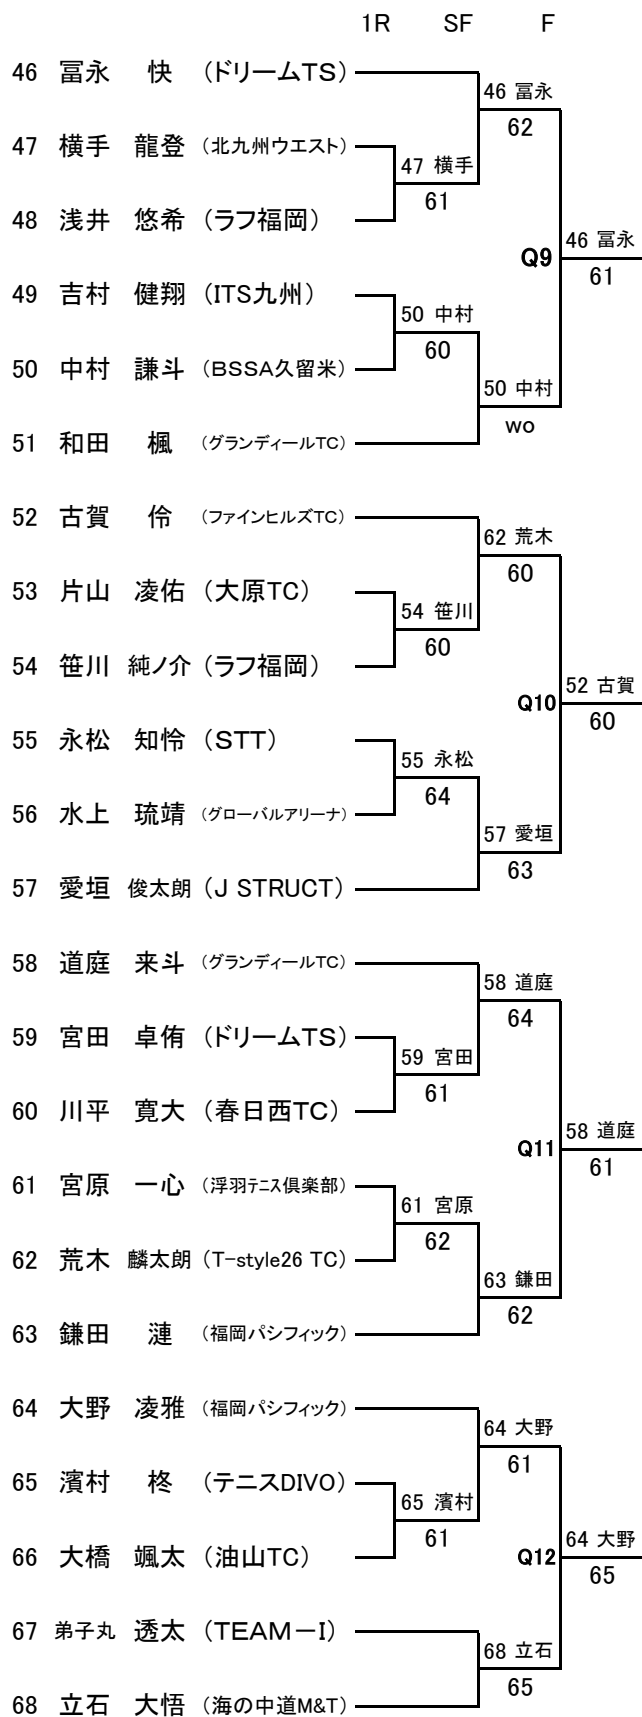 1R SF F
46 冨永 快 (ドリームTS)
46 冨永
62
47 横手 龍登 (北九州ウエスト)
47 横手
61
48 浅井 悠希 (ラフ福岡)
Q9
46 冨永
61
49 吉村 健翔 (ITS九州)
50 中村
60
50 中村 謙斗 (BSSA久留米)
50 中村
wo
51 和田 楓 (グランディールTC)
52 古賀 伶 (ファインヒルズTC)
62 荒木
60
53 片山 凌佑 (大原TC)
54 笹川
60
54 笹川 純ノ介 (ラフ福岡)
Q10
52 古賀
60
55 永松 知怜 (STT)
55 永松
64
56 水上 琉靖 (グローバルアリーナ)
57 愛垣
63
57 愛垣 俊太朗 (J STRUCT)
58 道庭 来斗 (グランディールTC)
58 道庭
64
59 宮田 卓侑 (ドリームTS)
59 宮田
61
60 川平 寛大 (春日西TC)
Q11
58 道庭
61
61 宮原 一心 (浮羽テニス倶楽部)
61 宮原
62
62 荒木 麟太朗 (T-style26 TC)
63 鎌田
62
63 鎌田 漣 (福岡パシフィック)
64 大野 凌雅 (福岡パシフィック)
64 大野
61
65 濱村 柊 (テニスDIVO)
65 濱村
61
66 大橋 颯太 (油山TC)
Q12
64 大野
65
67 弟子丸 透太 (TEAM－I)
68 立石
65
68 立石 大悟 (海の中道M&T)